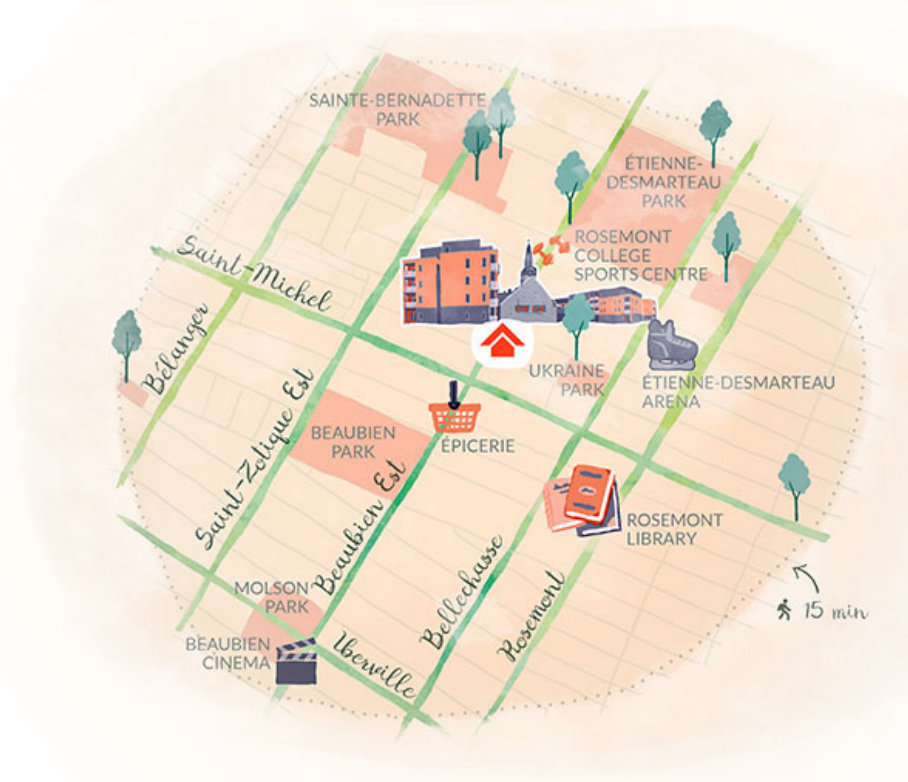 SAINTE-BERNADETTE
PARK
ÉTIENNE-
DESMARTEAU
PARK
ROSEMONT
COLLEGE
SPORTS CENTRE
Saint-Michel
Bélanger
UKRAINE
PARK
ÉTIENNE-DESMARTEAU
ARENA
Saint-Zotique Est
BEAUBIEN
PARK
ÉPICERIE
Beaubien Est
ROSEMONT
LIBRARY
Bellechasse
Rosemont
MOLSON
PARK
BEAUBIEN
CINEMA
Iberville
15 min